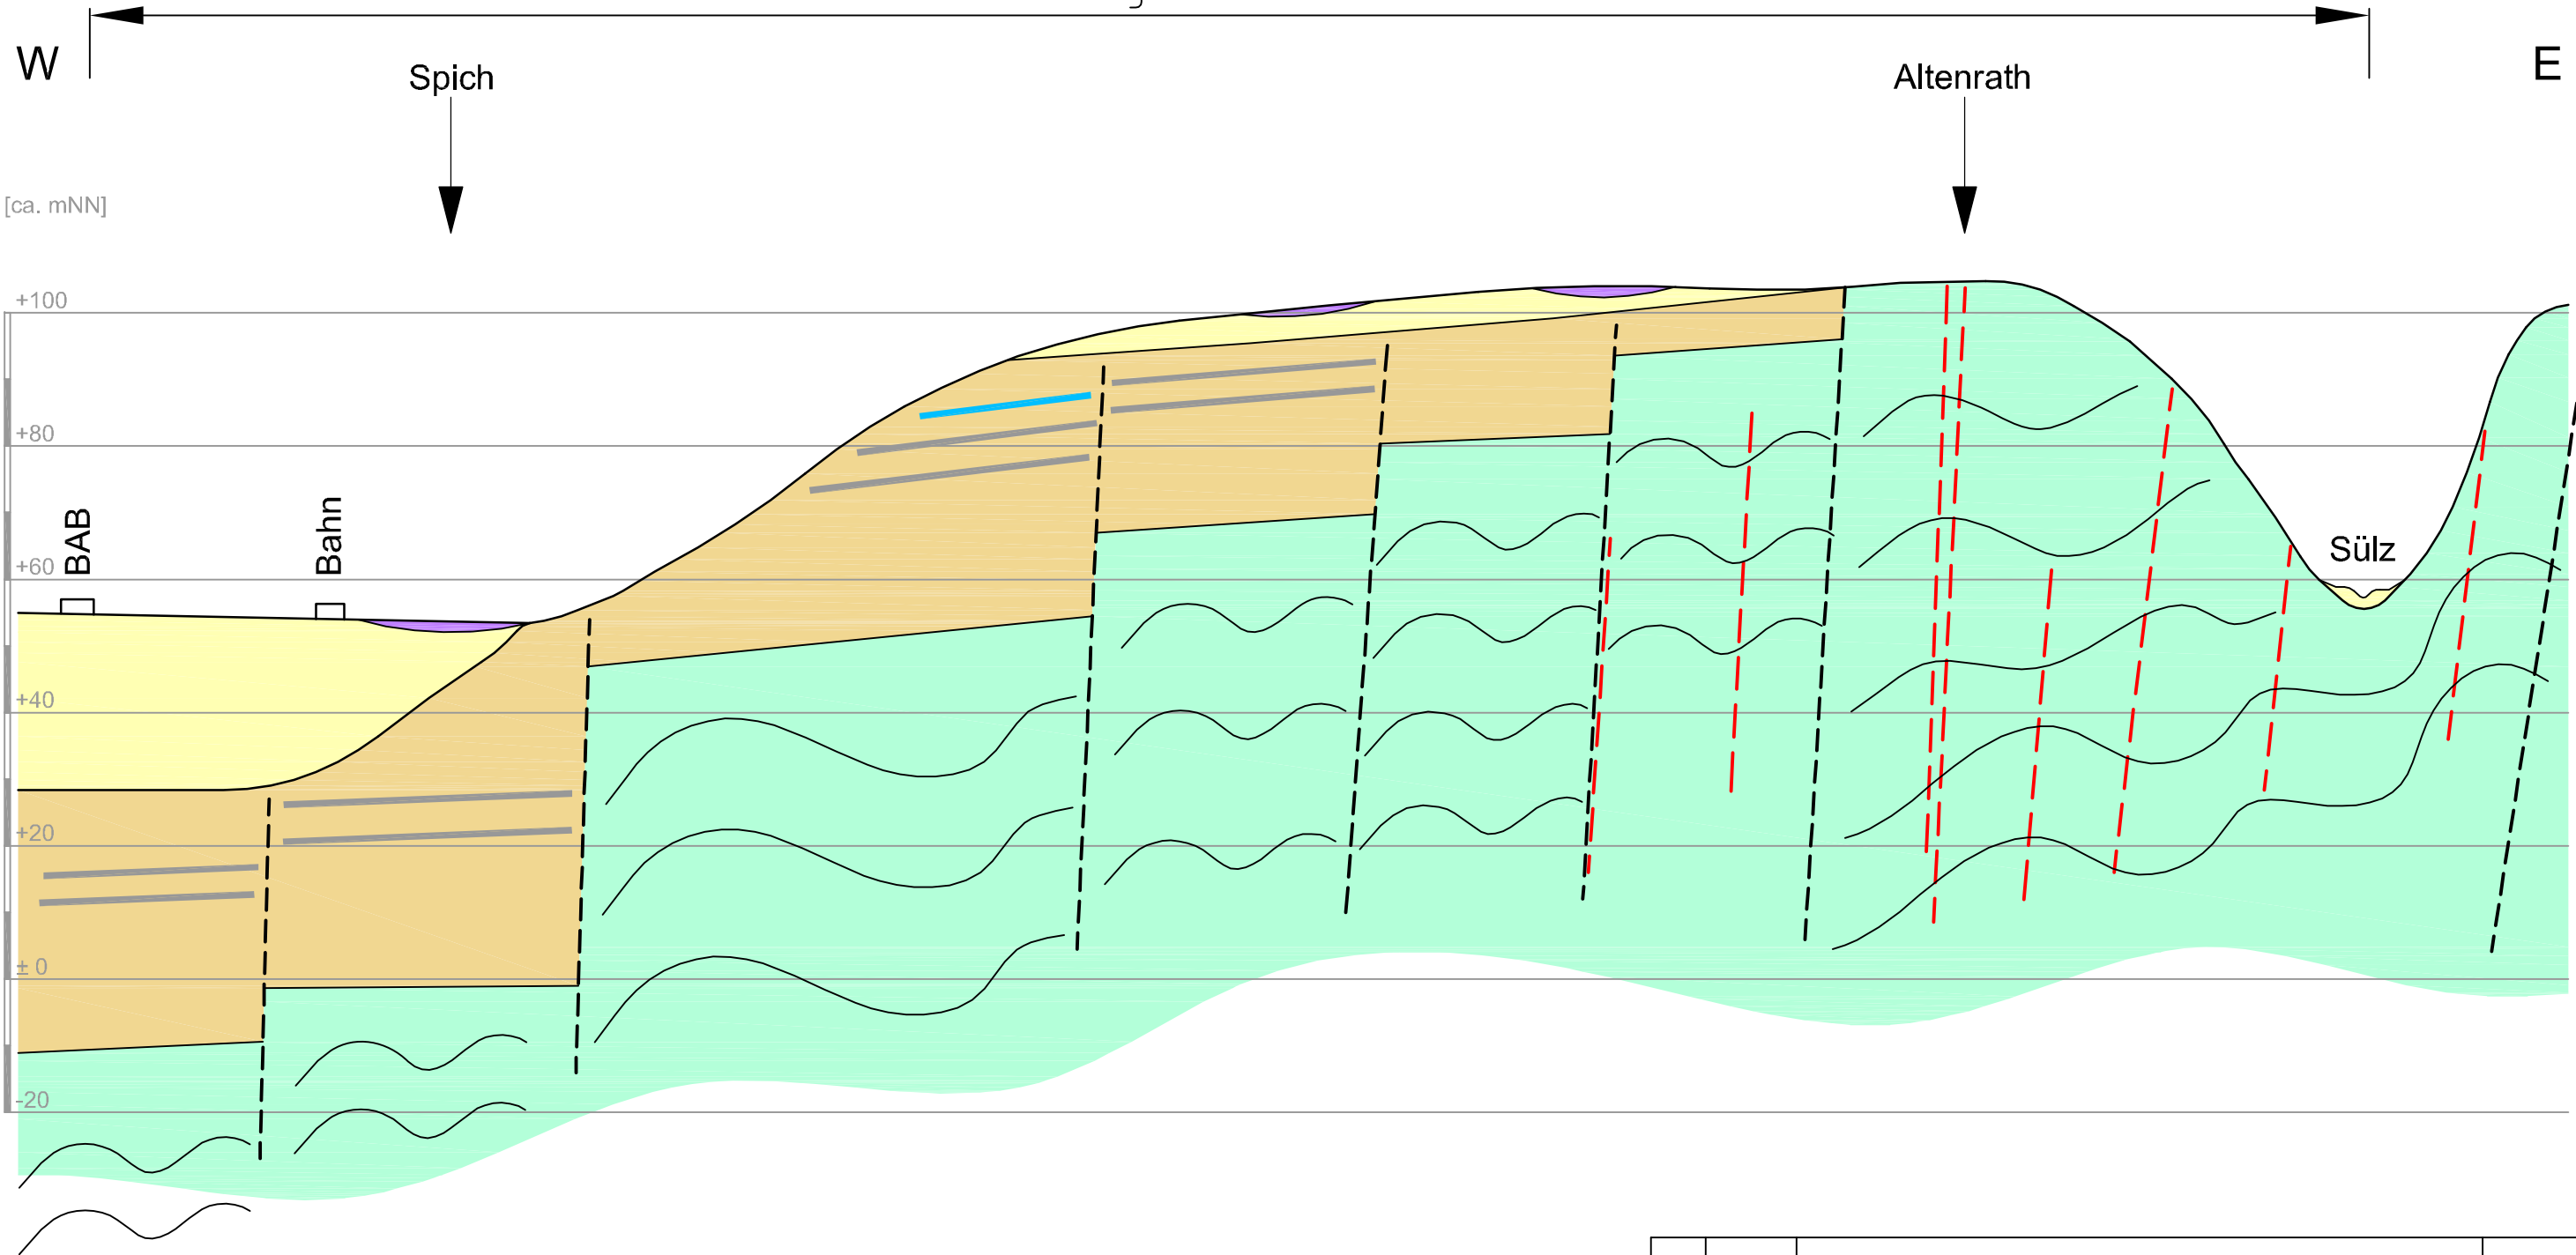 W
E
Spich
Altenrath
[ca. mNN]
+100
+80
BAB
Bahn
+60
Sülz
+40
+20
± 0
-20